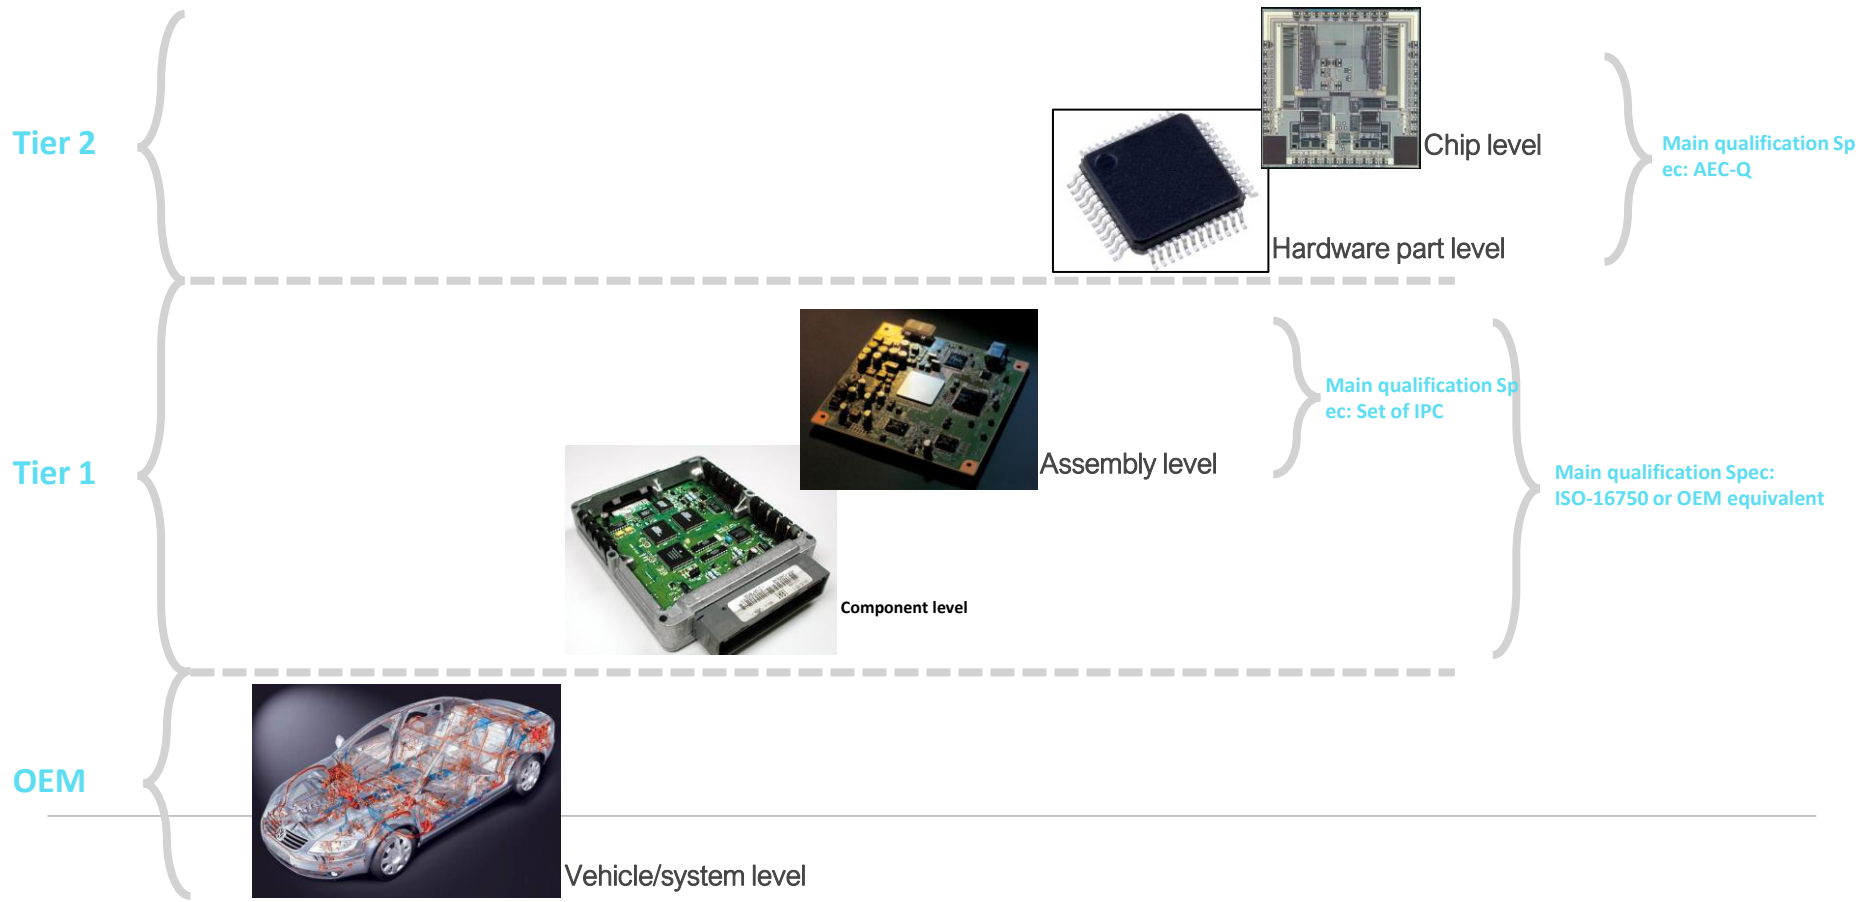 Tier 2
Chip level
Main qualification Sp
ec: AEC-Q
Hardware part level
Main qualification Sp
ec: Set of IPC
Assembly level
Tier 1
Main qualification Spec:
ISO-16750 or OEM equivalent
Component level
OEM
Vehicle/system level